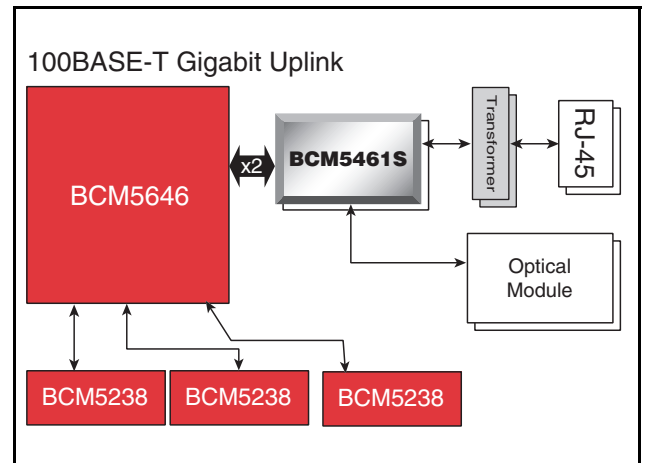 100BASE-T Gigabit Uplink
BCM5646
x2
BCM5461S
Transformer
RJ-45
Optical
Module
BCM5238
BCM5238
BCM5238